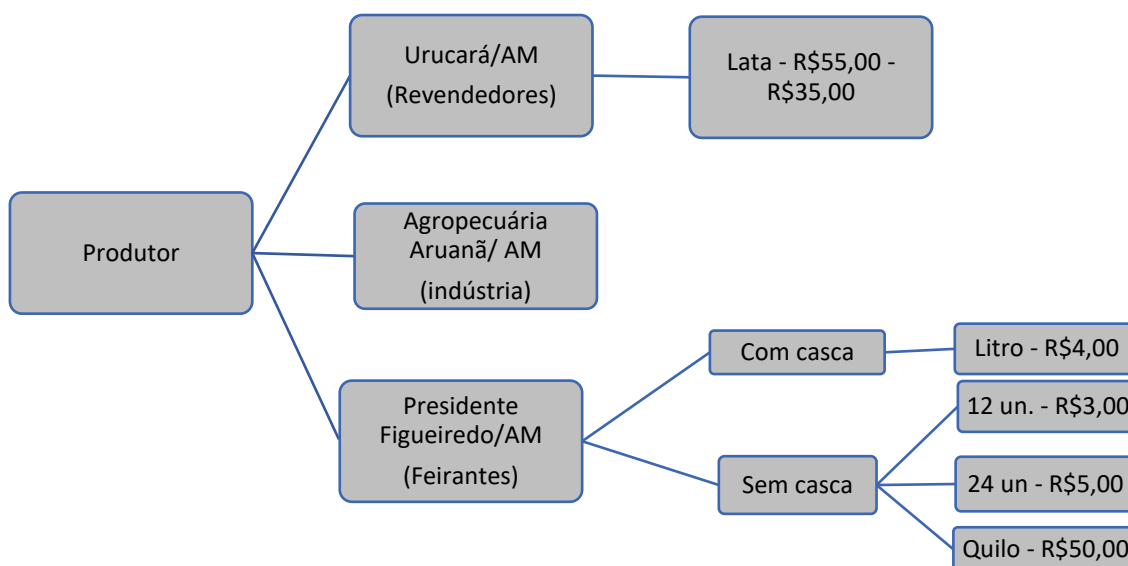 Urucará/AM
(Revendedores)
Lata - R$55,00 -
R$35,00
Produtor
Agropecuária
Aruanã/ AM
(indústria)
Presidente
Figueiredo/AM
(Feirantes)
Com casca
Litro - R$4,00
12 un. - R$3,00
Sem casca
24 un - R$5,00
Quilo - R$50,00